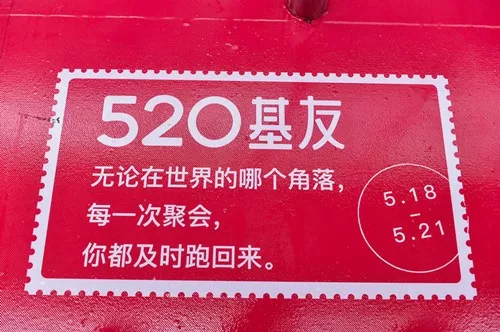 520基友
无论在世界的哪个角落，
每一次聚会，
你都及时跑回来。
5.18
–
5.21